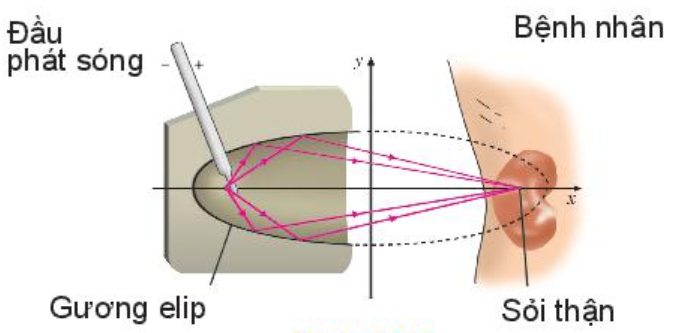 Đầu
phát sóng
Bệnh nhân
y
x
− +
Gương elip
Sỏi thận